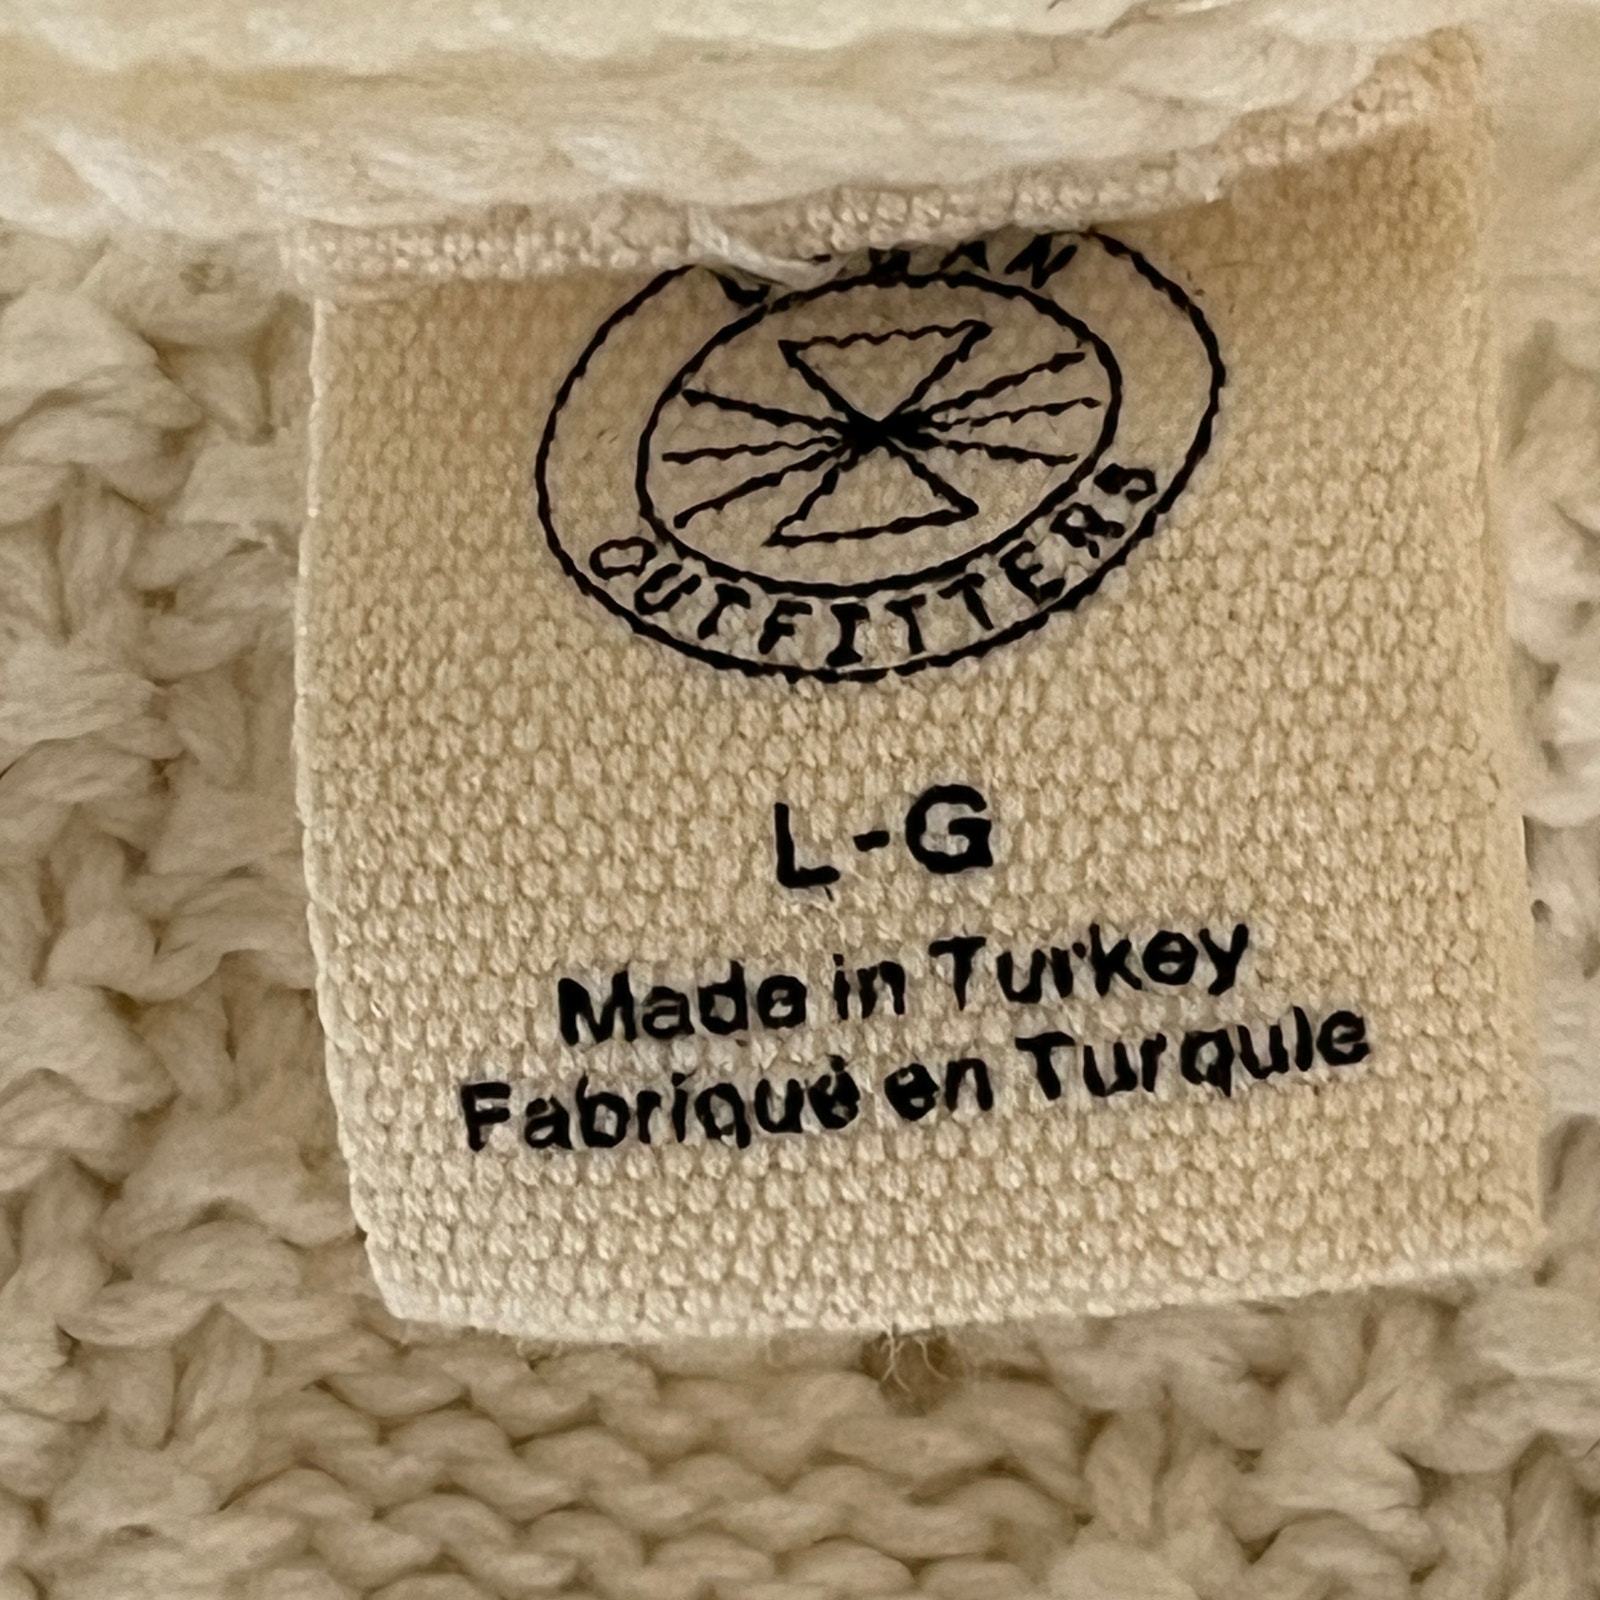 OUTFITTERS
L-G
Made in Turkey
Fabriqué en Turquie